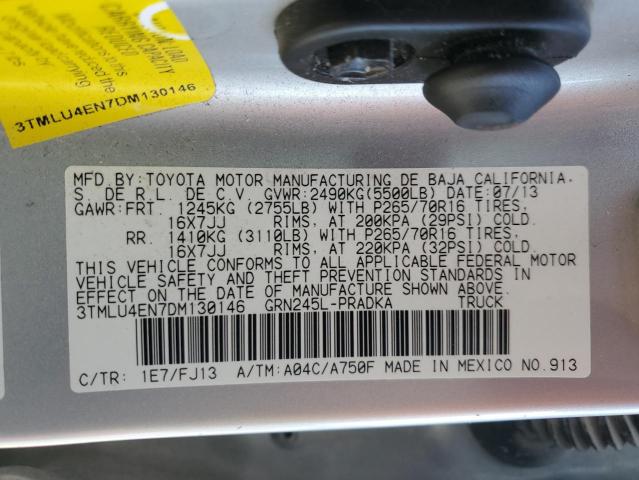 LOAD
CARRYING CAPACITY
REDUCED
3TMLU4EN7DM130146
MFD.BY:TOYOTA MOTOR MANUFACTURING DE BAJA CALIFORNIA.
S. DE R.L. DE C.V. GVWR:2490KG(5500LB) DATE:07/13
GAWR:FRT. 1245KG (2755LB) WITH P265/70R16 TIRES,
16X7JJ RIMS, AT 200KPA (29PSI) COLD.
RR. 1410KG (3110LB) WITH P265/70R16 TIRES,
16X7JJ RIMS, AT 220KPA (32PSI) COLD.
THIS VEHICLE CONFORMS TO ALL APPLICABLE FEDERAL MOTOR
VEHICLE SAFETY AND THEFT PREVENTION STANDARDS IN
EFFECT ON THE DATE OF MANUFACTURE SHOWN ABOVE.
3TMLU4EN7DM130146 GRN245L-PRADKA TRUCK
C/TR: 1E7/FJ13 A/TM:A04C/A750F MADE IN MEXICO NO.913